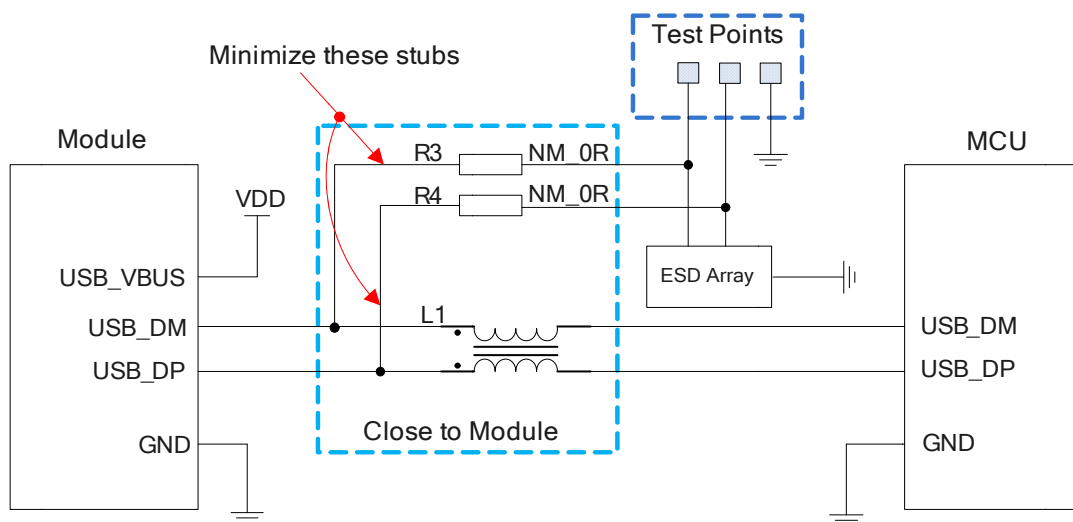 Test Points
Minimize these stubs
Module
MCU
R3
NM_0R
R4
NM_0R
VDD
ESD Array
USB_VBUS
USB_DM
L1
USB_DM
USB_DP
USB_DP
Close to Module
GND
GND